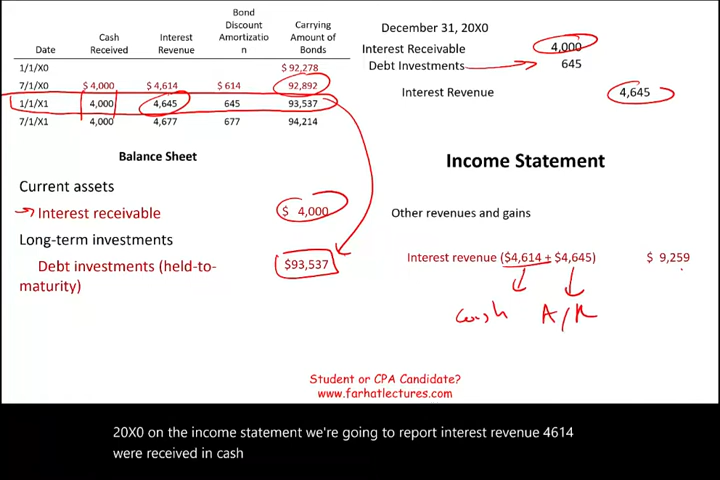 Bond
Cash Interest Discount Carrying
Received Revenue Amortizatio Amount of
Date n Bonds
1/1/X0 $ 92,278
7/1/X0 $ 4,000 $ 4,614 $ 614 92,892
1/1/X1 4,000 4,645 645 93,537
7/1/X1 4,000 4,677 677 94,214
December 31, 20X0
Interest Receivable 4,000
Debt Investments 645
Interest Revenue 4,645
Balance Sheet
Current assets
Interest receivable $ 4,000
Long-term investments
Debt investments (held-to-
maturity) $93,537
Income Statement
Other revenues and gains
Interest revenue ($4,614 + $4,645) $ 9,259
Cash A/R
Student or CPA Candidate?
www.farhatlectures.com
20X0 on the income statement we're going to report interest revenue 4614
were received in cash